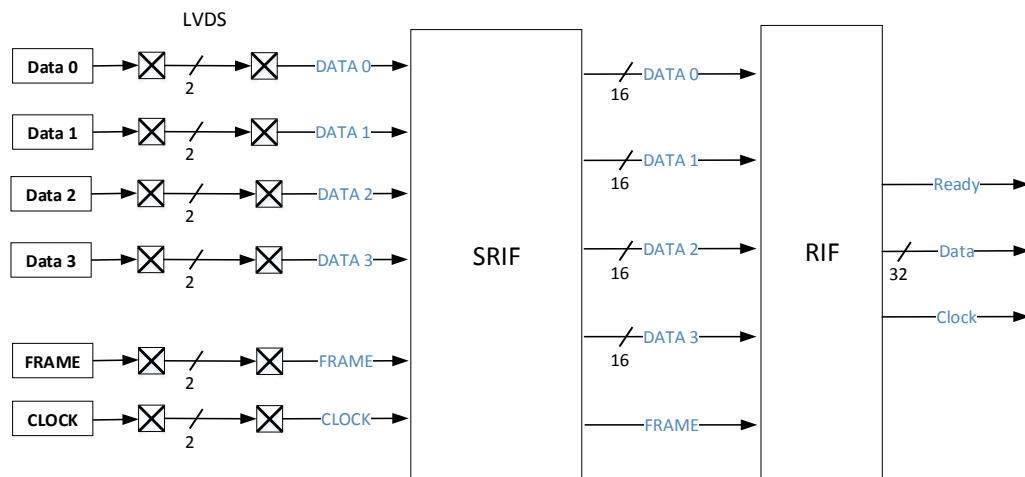 LVDS
Data 0
2
DATA 0
16
DATA 0
Data 1
2
DATA 1
16
DATA 1
Data 2
2
DATA 2
Ready
Data 3
2
DATA 3
SRIF
16
DATA 2
RIF
32
Data
Clock
16
DATA 3
FRAME
2
FRAME
CLOCK
2
CLOCK
FRAME